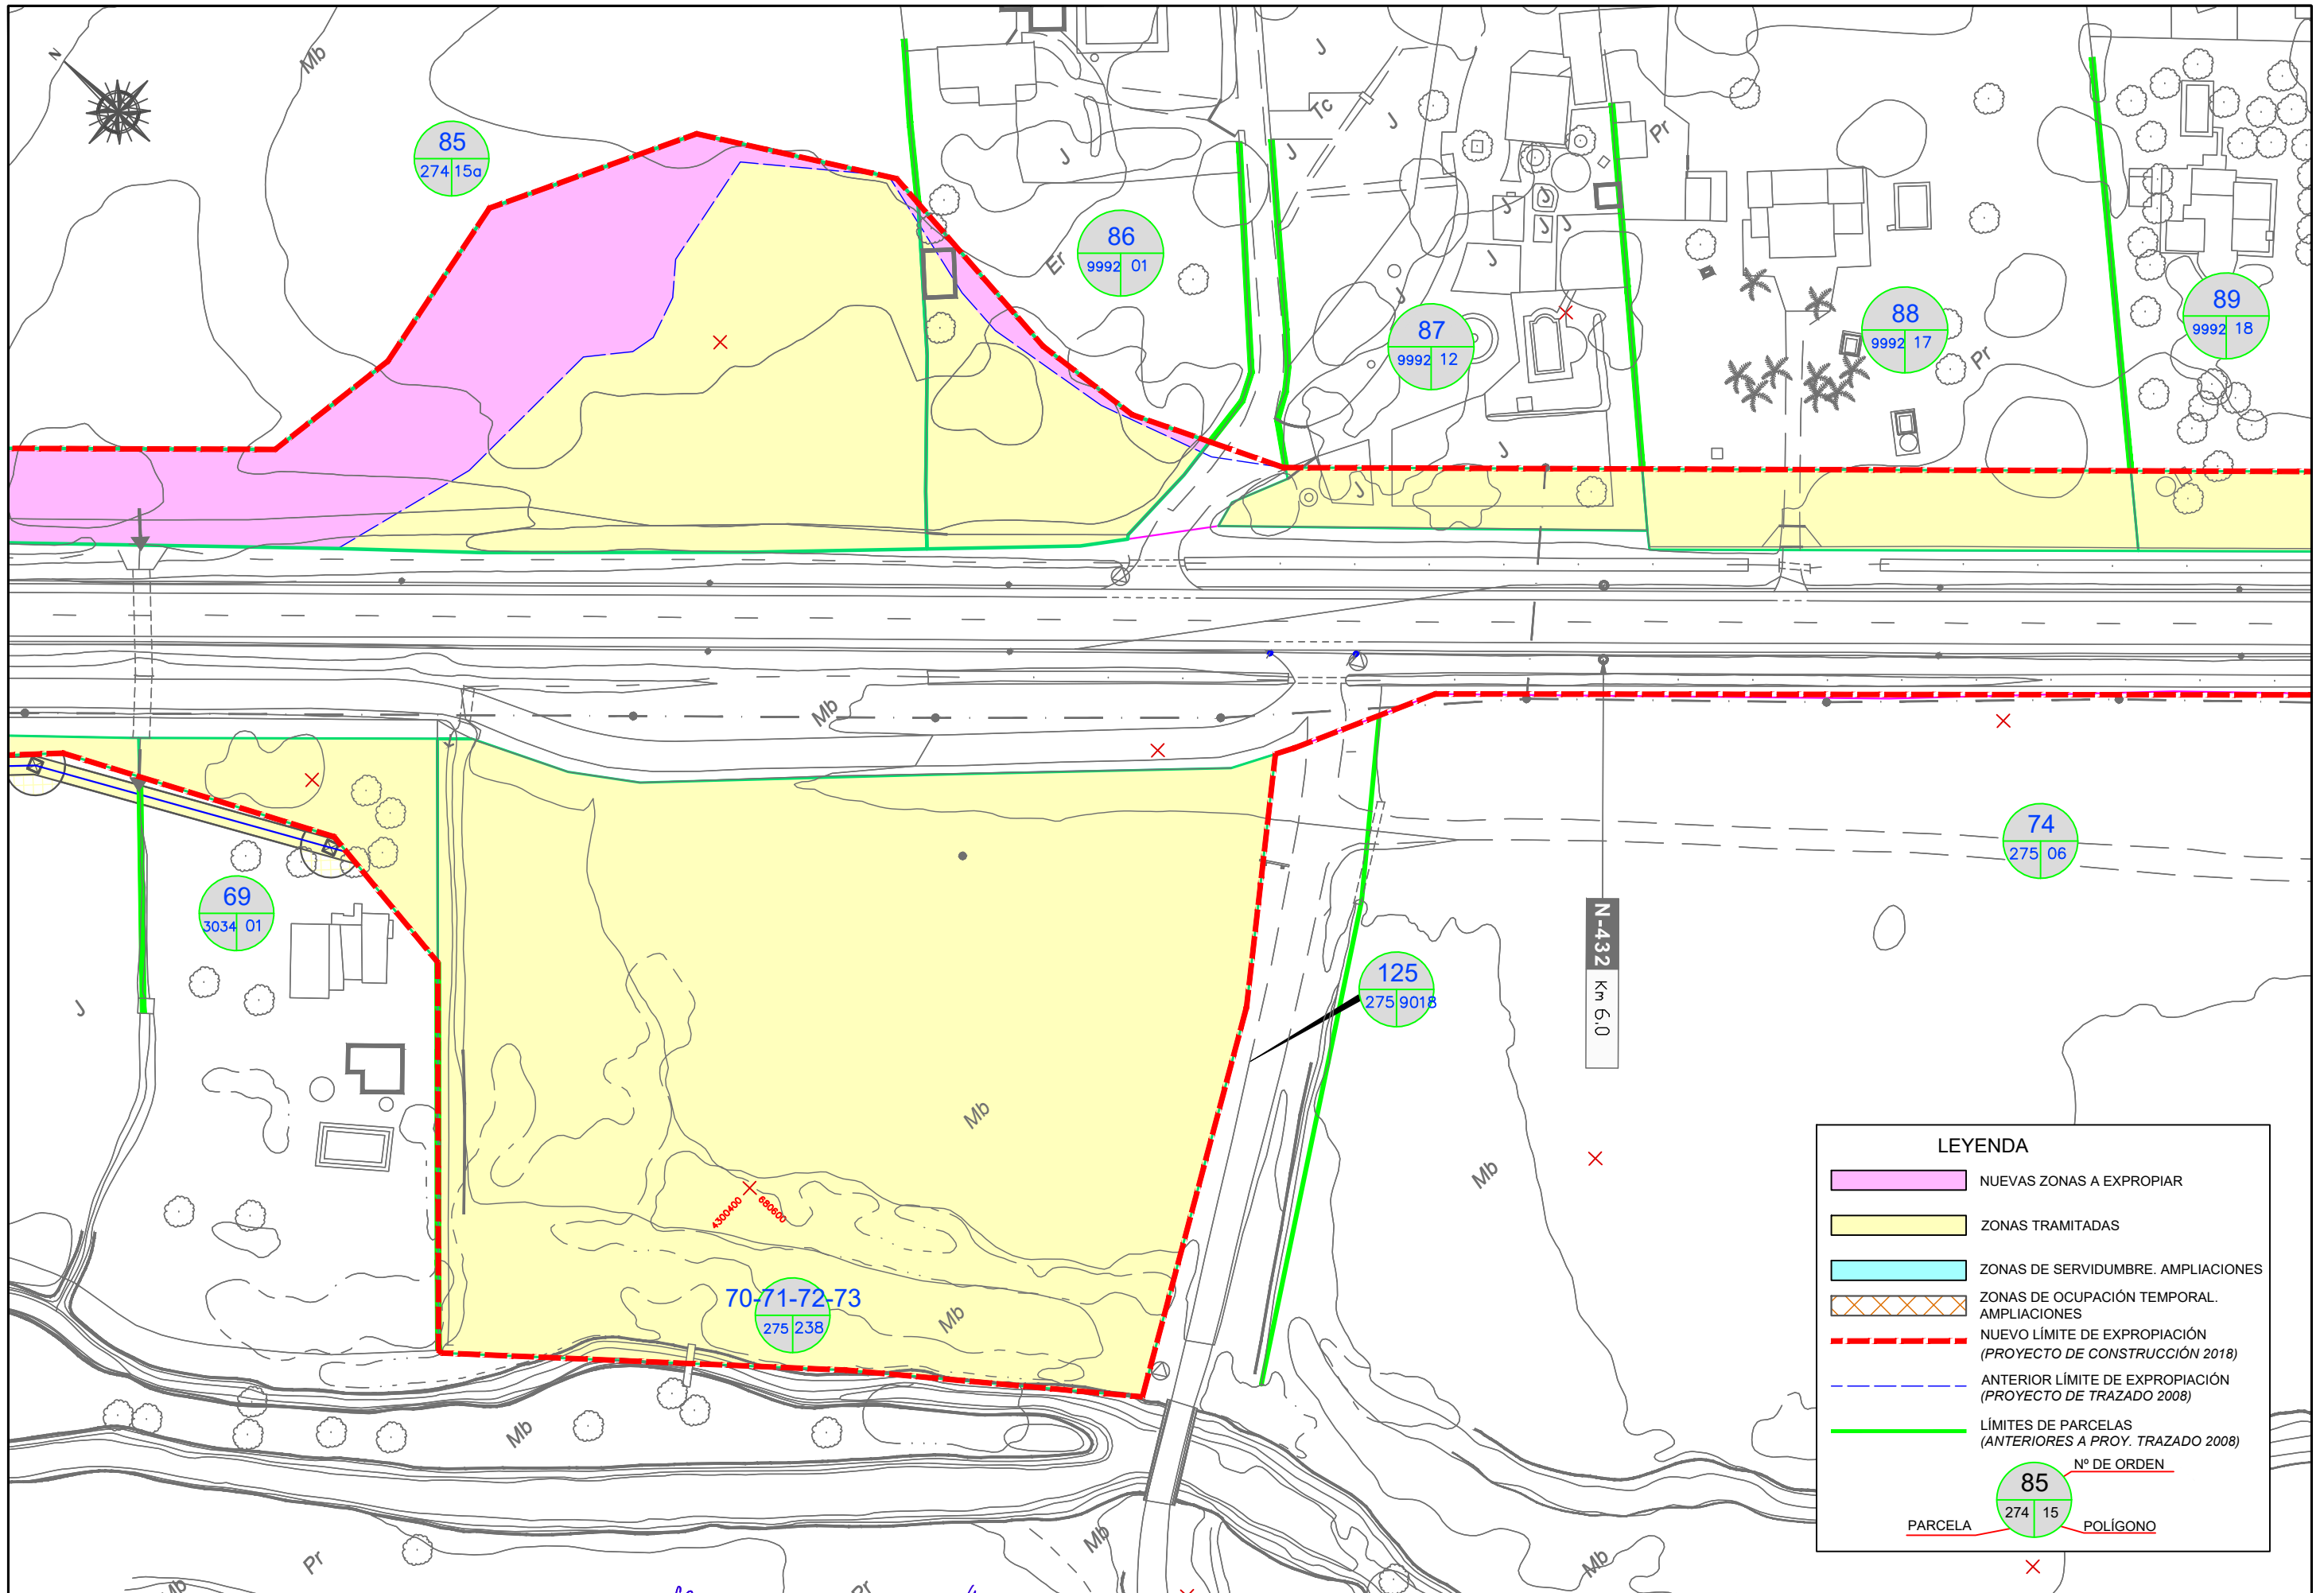 N
Mb
85
274 15a
J
J
Tc
J
J
Pr
86
9992 01
Er
J
J
J J
J
J
87
9992 12
88
9992 17
Pr
89
9992 18
J
J
Mb
69
3034 01
J
74
275 06
N-432 Km 6.0
125
275 9018
Mb
Mb
4300400 680600
70-71-72-73
275 238
Mb
Mb
Mb
Mb
Pr
Mb
Pr
LEYENDA
NUEVAS ZONAS A EXPROPIAR
ZONAS TRAMITADAS
ZONAS DE SERVIDUMBRE. AMPLIACIONES
ZONAS DE OCUPACIÓN TEMPORAL.
AMPLIACIONES
NUEVO LÍMITE DE EXPROPIACIÓN
(PROYECTO DE CONSTRUCCIÓN 2018)
ANTERIOR LÍMITE DE EXPROPIACIÓN
(PROYECTO DE TRAZADO 2008)
LÍMITES DE PARCELAS
(ANTERIORES A PROY. TRAZADO 2008)
Nº DE ORDEN
85
274 15
PARCELA
POLÍGONO